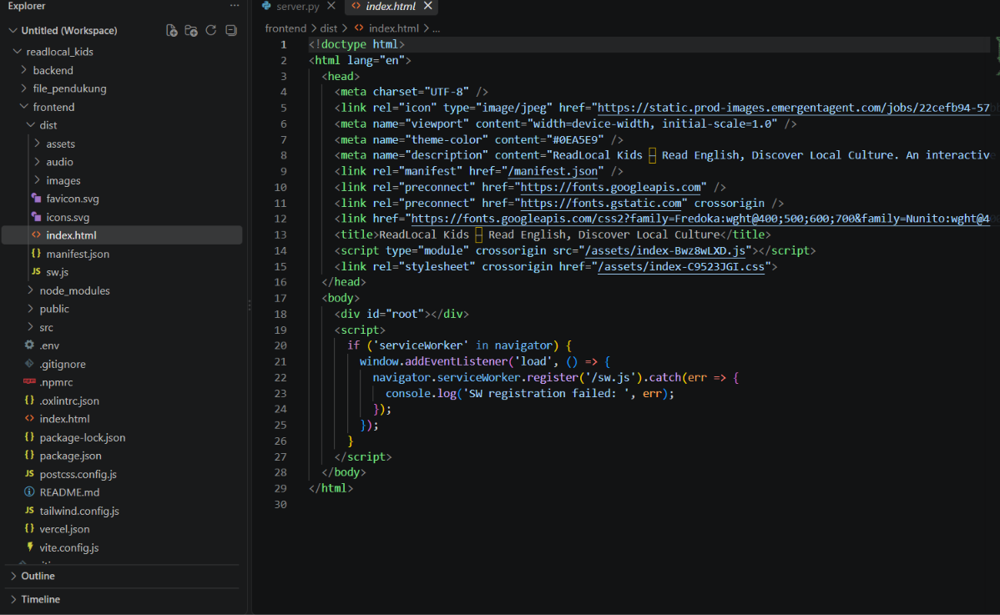 Explorer
Untitled (Workspace)
readlocal_kids
backend
file_pendukung
frontend
dist
assets
audio
images
favicon.svg
icons.svg
index.html
manifest.json
sw.js
node_modules
public
src
.env
.gitignore
.npmrc
.oxlintrc.json
index.html
package-lock.json
package.json
postcss.config.js
README.md
tailwind.config.js
vercel.json
vite.config.js
Outline
Timeline
server.py
index.html
frontend > dist > index.html > ...
1 <!doctype html>
2 <html lang="en">
3 <head>
4 <meta charset="UTF-8" />
5 <link rel="icon" type="image/jpeg" href="https://static.prod-images.emergentagent.com/jobs/22cefb94-57
6 <meta name="viewport" content="width=device-width, initial-scale=1.0" />
7 <meta name="theme-color" content="#0EA5E9" />
8 <meta name="description" content="ReadLocal Kids – Read English, Discover Local Culture. An interactive
9 <link rel="manifest" href="/manifest.json" />
10 <link rel="preconnect" href="https://fonts.googleapis.com" />
11 <link rel="preconnect" href="https://fonts.gstatic.com" crossorigin />
12 <link href="https://fonts.googleapis.com/css2?family=Fredoka:wght@400;500;600;700&family=Nunito:wght@4
13 <title>ReadLocal Kids – Read English, Discover Local Culture</title>
14 <script type="module" crossorigin src="/assets/index-Bwz8wLXD.js"></script>
15 <link rel="stylesheet" crossorigin href="/assets/index-C9523JGI.css">
16 </head>
17 <body>
18 <div id="root"></div>
19 <script>
20 if ('serviceWorker' in navigator) {
21 window.addEventListener('load', () => {
22 navigator.serviceWorker.register('/sw.js').catch(err => {
23 console.log('SW registration failed: ', err);
24 });
25 });
26 }
27 </script>
28 </body>
29 </html>
30